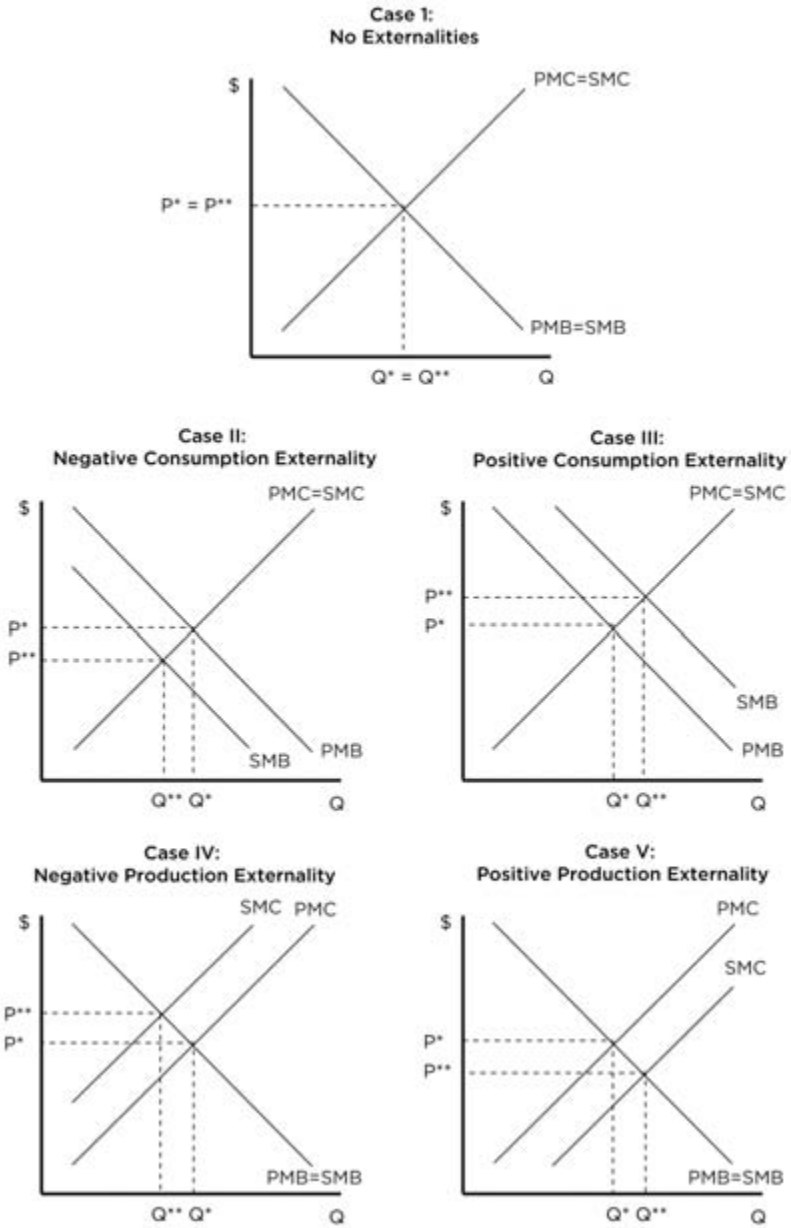 Case 1:
No Externalities
$
PMC=SMC
P* = P**
PMB=SMB
Q* = Q**
Q
Case II:
Negative Consumption Externality
$
PMC=SMC
P*
P**
SMB
PMB
Q** Q*
Q
Case III:
Positive Consumption Externality
$
PMC=SMC
P**
P*
SMB
PMB
Q* Q**
Q
Case IV:
Negative Production Externality
$
SMC PMC
P**
P*
PMB=SMB
Q** Q*
Q
Case V:
Positive Production Externality
$
PMC
SMC
P*
P**
PMB=SMB
Q* Q**
Q